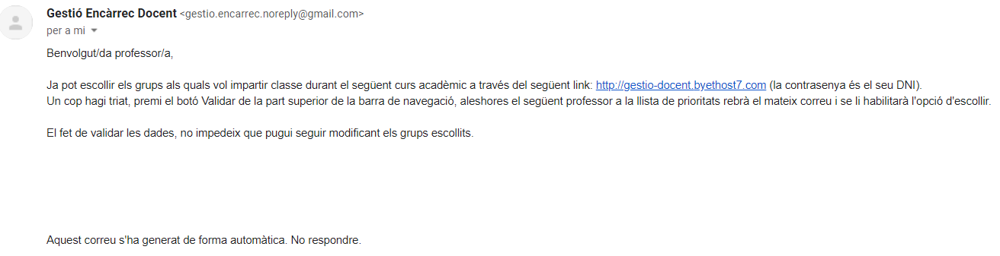 Gestió Encàrrec Docent <gestio.encarrec.noreply@gmail.com>
per a mi
Benvolgut/da professor/a,
Ja pot escollir els grups als quals vol impartir classe durant el següent curs acadèmic a través del següent link: http://gestio-docent.byethost7.com (la contrasenya és el seu DNI).
Un cop hagi triat, premi el botó Validar de la part superior de la barra de navegació, aleshores el següent professor a la llista de prioritats rebrà el mateix correu i se li habilitarà l'opció d'escollir.
El fet de validar les dades, no impedeix que pugui seguir modificant els grups escollits.
Aquest correu s'ha generat de forma automàtica. No respondre.